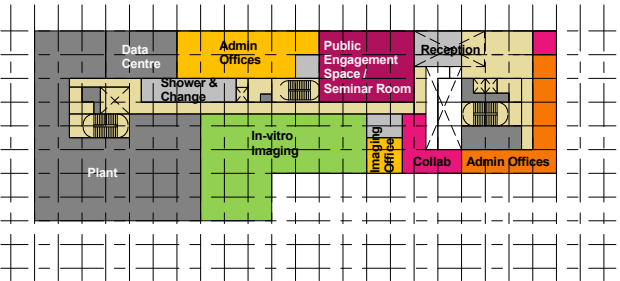 Data
Centre
Admin
Offices
Public
Engagement
Space /
Seminar Room
Reception
Shower &
Change
In-vitro
Imaging
Imaging
Office
Plant
Collab
Admin Offices